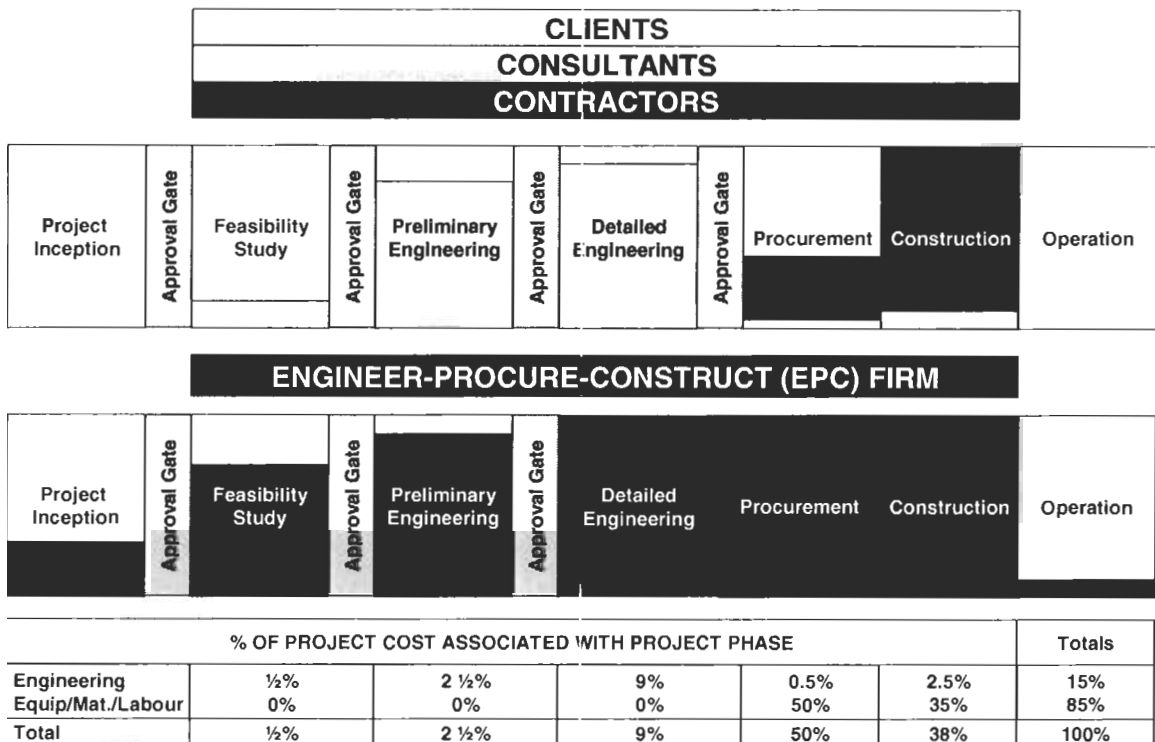 CLIENTS
CONSULTANTS
CONTRACTORS
Project
Inception
Approval Gate
Feasibility
Study
Approval Gate
Preliminary
Engineering
Approval Gate
Detailed
Engineering
Approval Gate
Procurement
Construction
Operation
ENGINEER-PROCURE-CONSTRUCT (EPC) FIRM
Project
Inception
Approval Gate
Feasibility
Study
Approval Gate
Preliminary
Engineering
Approval Gate
Detailed
Engineering
Procurement
Construction
Operation
% OF PROJECT COST ASSOCIATED WITH PROJECT PHASE Totals
Engineering ½% 2 ½% 9% 0.5% 2.5% 15%
Equip/Mat./Labour 0% 0% 0% 50% 35% 85%
Total ½% 2 ½% 9% 50% 38% 100%